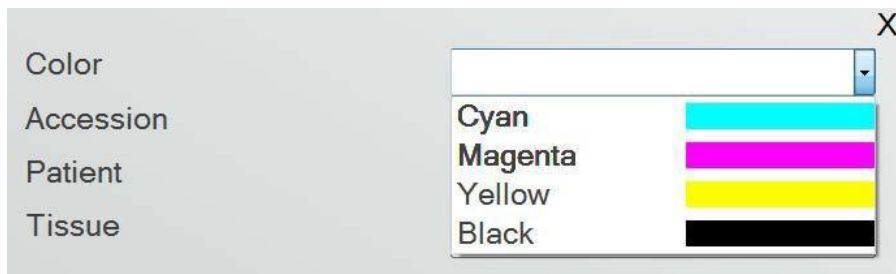 X
Color
Accession
Patient
Tissue
Cyan
Magenta
Yellow
Black